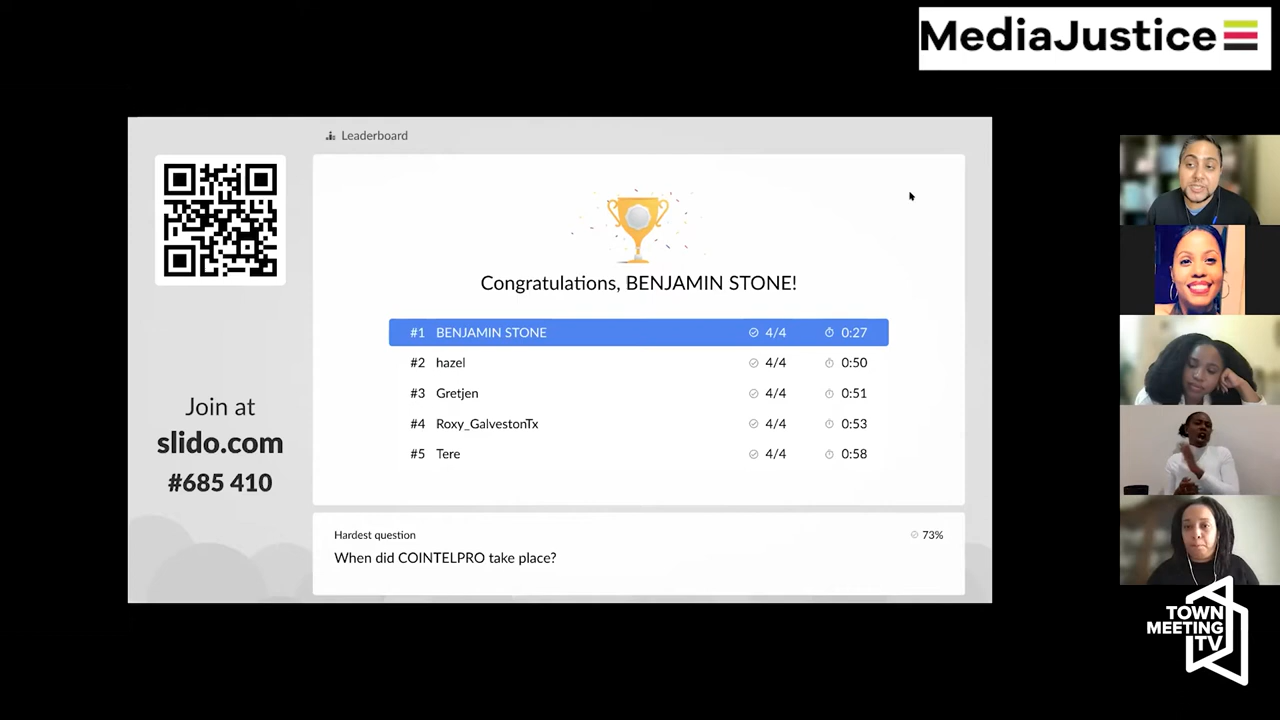 MediaJustice
Leaderboard
Congratulations, BENJAMIN STONE!
#1 BENJAMIN STONE 4/4 0:27
#2 hazel 4/4 0:50
#3 Gretjen 4/4 0:51
#4 Roxy_GalvestonTx 4/4 0:53
#5 Tere 4/4 0:58
Join at
slido.com
#685 410
Hardest question 73%
When did COINTELPRO take place?
TOWN
MEETING
TV